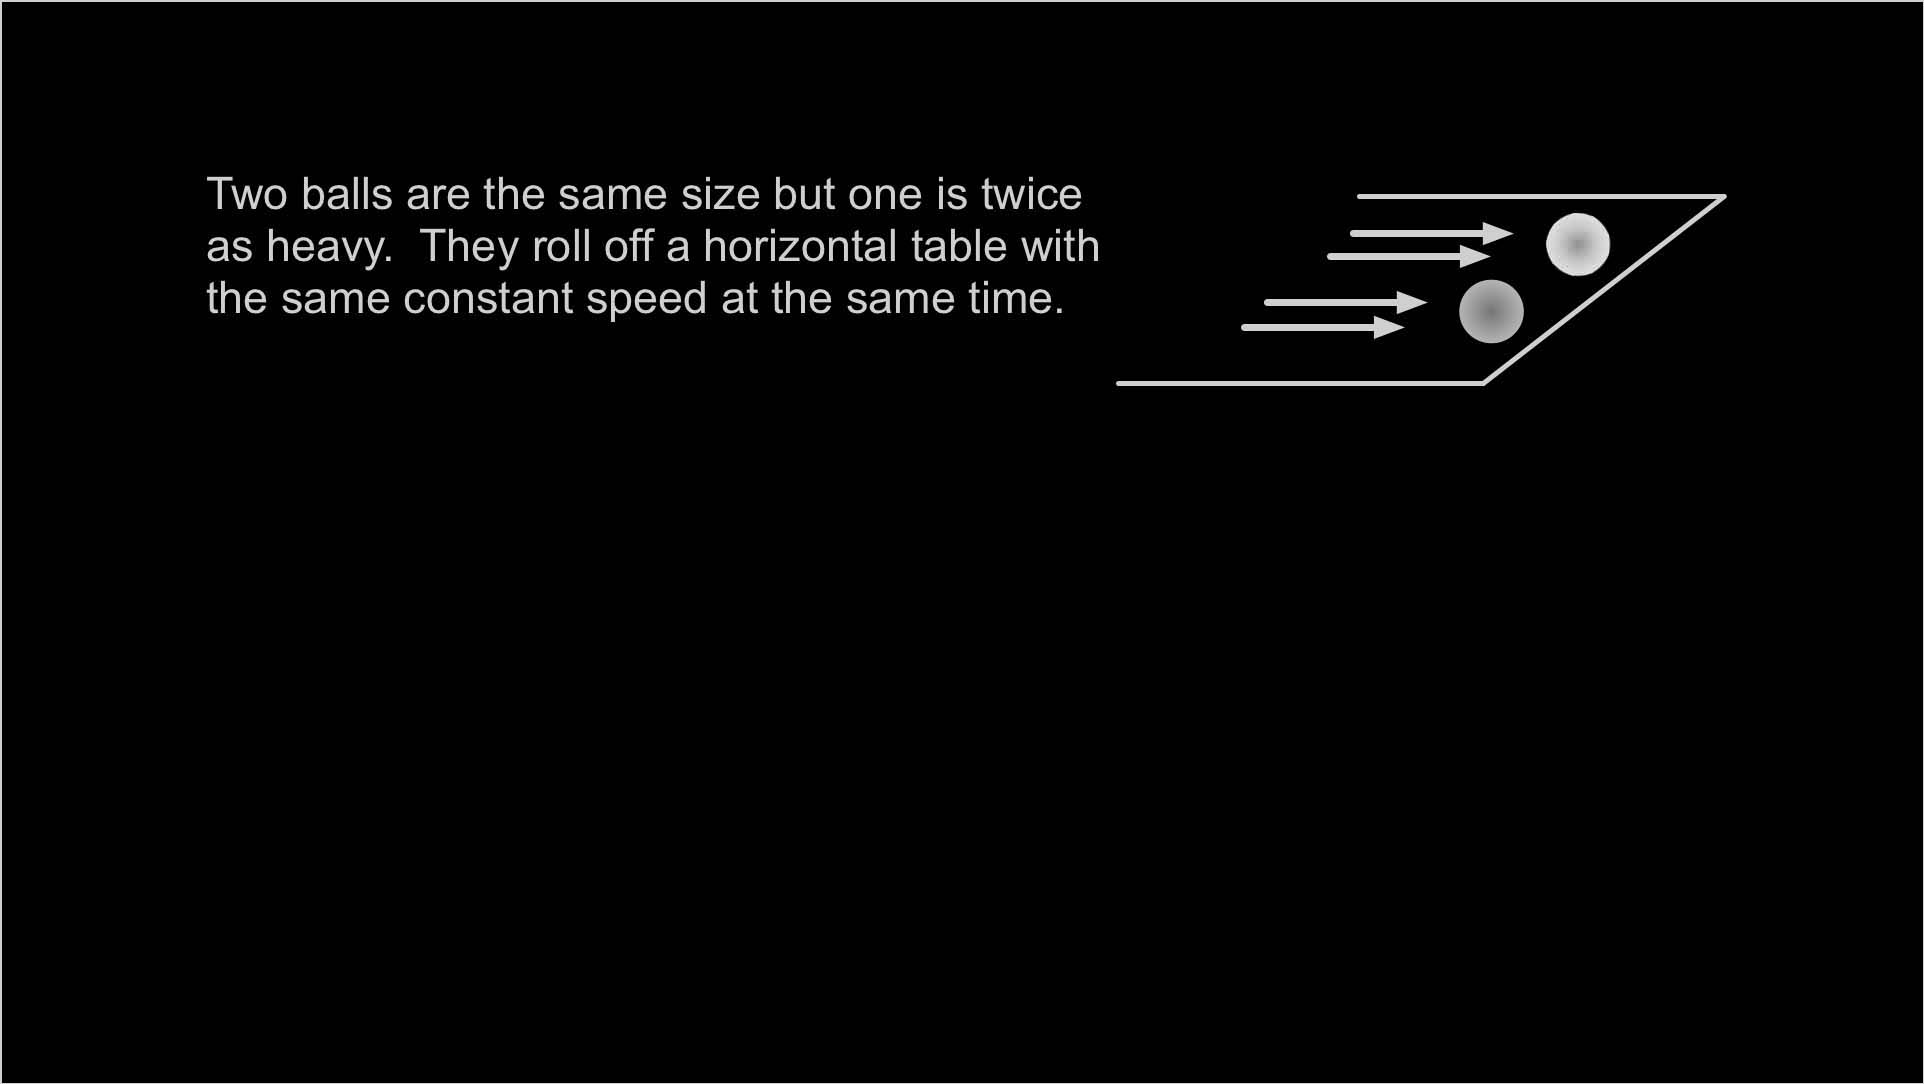 Two balls are the same size but one is twice
as heavy.  They roll off a horizontal table with
the same constant speed at the same time.